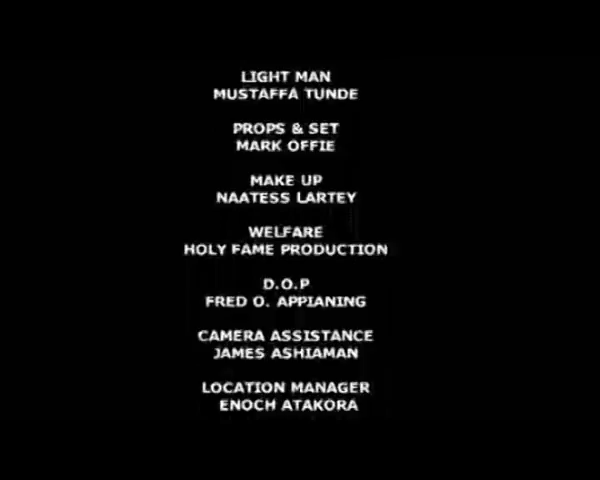 LIGHT MAN
MUSTAFFA TUNDE
PROPS & SET
MARK OFFIE
MAKE UP
NAATESS LARTEY
WELFARE
HOLY FAME PRODUCTION
D.O.P
FRED O. APPIANING
CAMERA ASSISTANCE
JAMES ASHIAMAN
LOCATION MANAGER
ENOCH ATAKORA